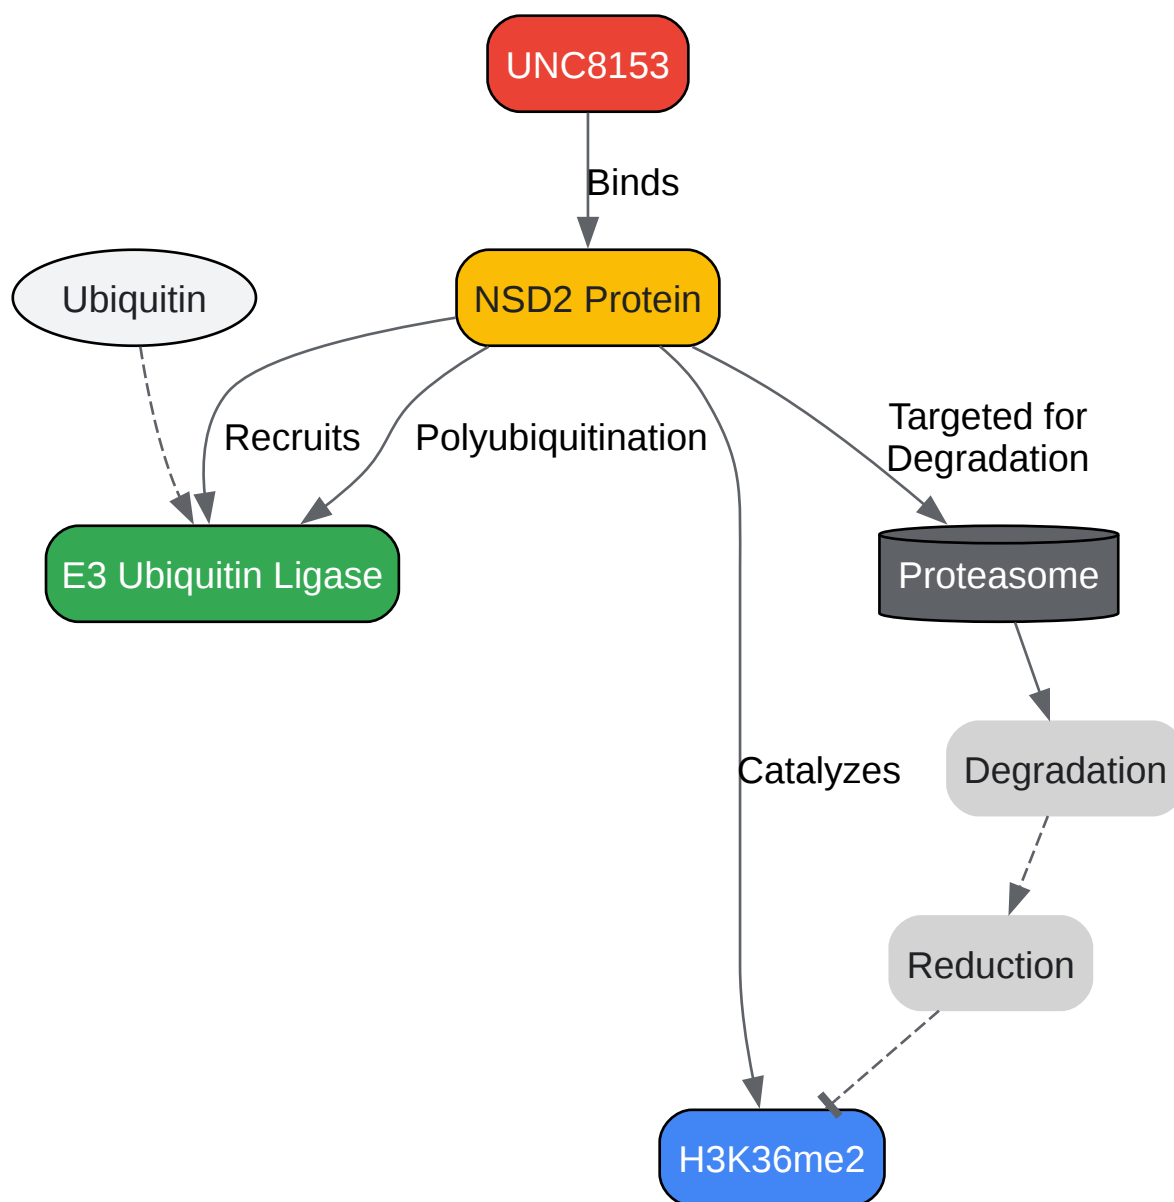 UNC8153
Binds
Ubiquitin
NSD2 Protein
Recruits
Polyubiquitination
Targeted for
Degradation
E3 Ubiquitin Ligase
Proteasome
Catalyzes
Degradation
Reduction
H3K36me2